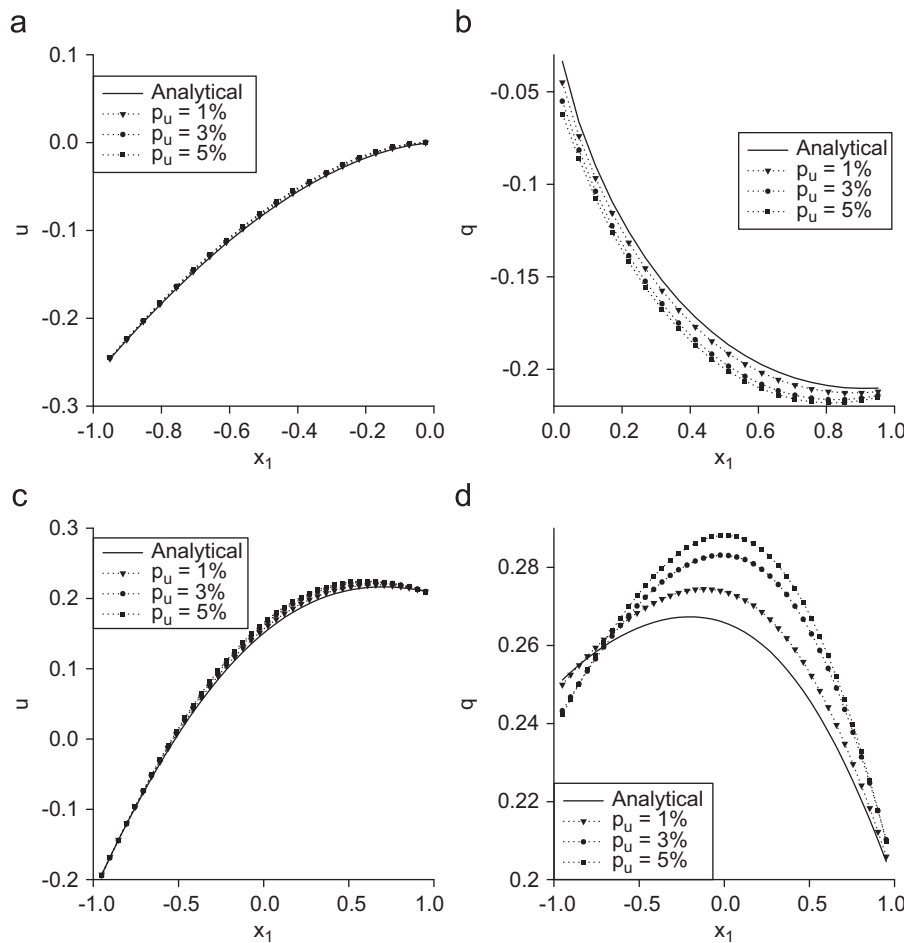 a
0.1
0.0
-0.1
-0.2
-0.3
u
Analytical
pu = 1%
pu = 3%
pu = 5%
-1.0
-0.8
-0.6
-0.4
-0.2
0.0
x1
b
-0.05
-0.1
-0.15
-0.2
q
Analytical
pu = 1%
pu = 3%
pu = 5%
0.0
0.2
0.4
0.6
0.8
1.0
x1
c
0.3
0.2
0.1
0.0
-0.1
-0.2
u
Analytical
pu = 1%
pu = 3%
pu = 5%
-1.0
-0.5
0.0
0.5
1.0
x1
d
0.28
0.26
0.24
0.22
0.2
q
Analytical
pu = 1%
pu = 3%
pu = 5%
-1.0
-0.5
0.0
0.5
1.0
x1